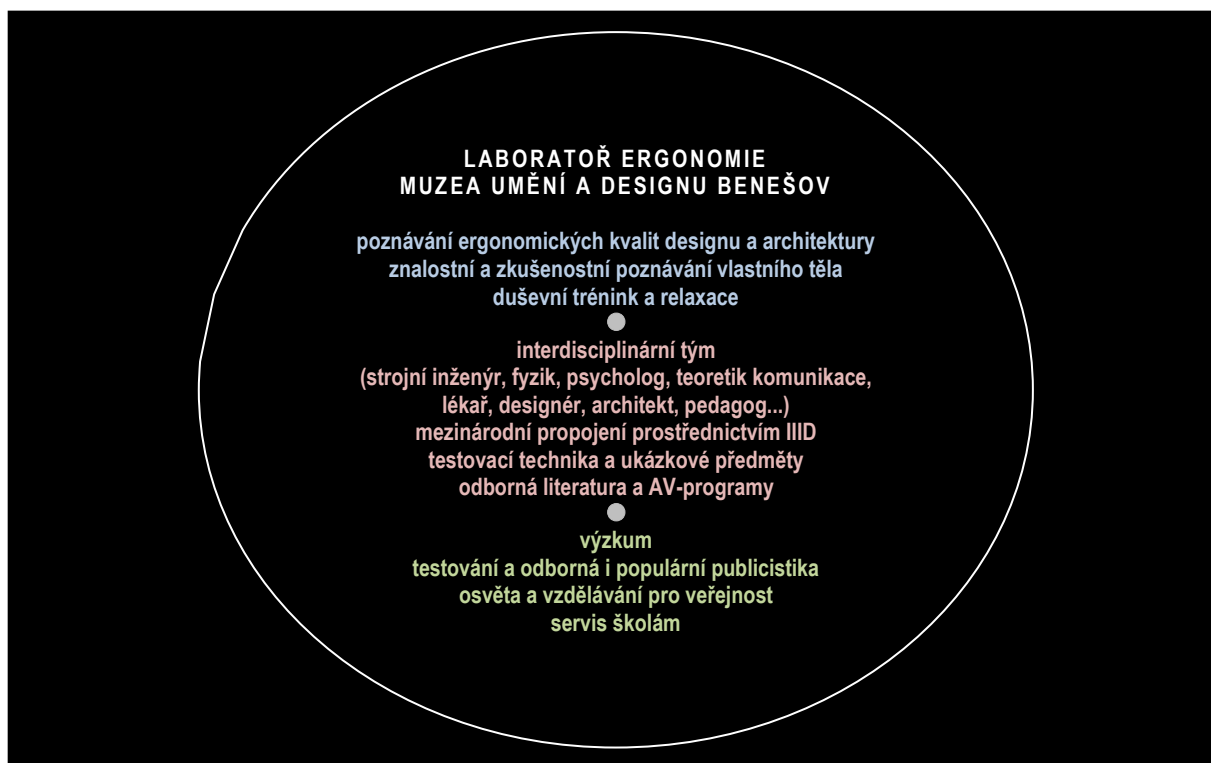 LABORATOŘ ERGONOMIE
MUZEA UMĚNÍ A DESIGNU BENEŠOV
poznávání ergonomických kvalit designu a architektury
znalostní a zkušenostní poznávání vlastního těla
duševní trénink a relaxace
interdisciplinární tým
(strojní inženýr, fyzik, psycholog, teoretik komunikace,
lékař, designér, architekt, pedagog...)
mezinárodní propojení prostřednictvím IIID
testovací technika a ukázkové předměty
odborná literatura a AV-programy
výzkum
testování a odborná i populární publicistika
osvěta a vzdělávání pro veřejnost
servis školám